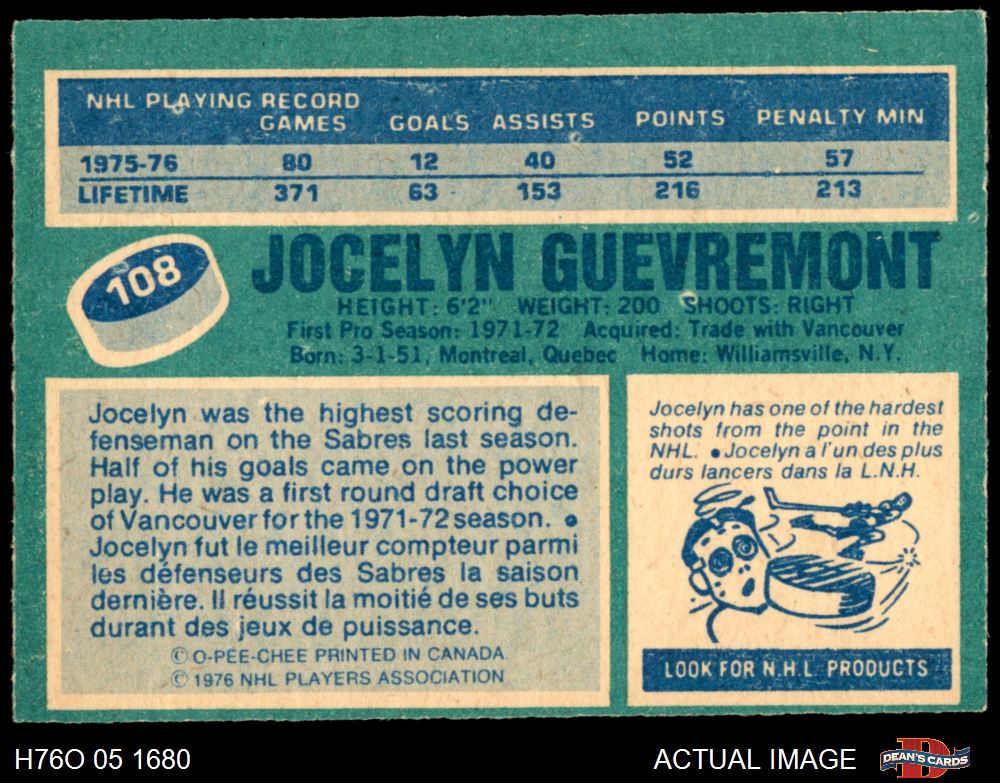 NHL PLAYING RECORD
GAMES GOALS ASSISTS POINTS PENALTY MIN
1975-76 80 12 40 52 57
LIFETIME 371 63 153 216 213
108
JOCELYN GUEVREMONT
HEIGHT: 6'2" WEIGHT: 200 SHOOTS: RIGHT
First Pro Season: 1971-72 Acquired: Trade with Vancouver
Born: 3-1-51, Montreal, Quebec Home: Williamsville, N.Y.
Jocelyn was the highest scoring de-
fenseman on the Sabres last season.
Half of his goals came on the power
play. He was a first round draft choice
of Vancouver for the 1971-72 season. •
Jocelyn fut le meilleur compteur parmi
les défenseurs des Sabres la saison
dernière. Il réussit la moitié de ses buts
durant des jeux de puissance.
© O-PEE-CHEE PRINTED IN CANADA.
© 1976 NHL PLAYERS ASSOCIATION
Jocelyn has one of the hardest
shots from the point in the
NHL. • Jocelyn a l'un des plus
durs lancers dans la L.N.H.
LOOK FOR N.H.L. PRODUCTS
H76O 05 1680
ACTUAL IMAGE
D
DEAN'S CARDS